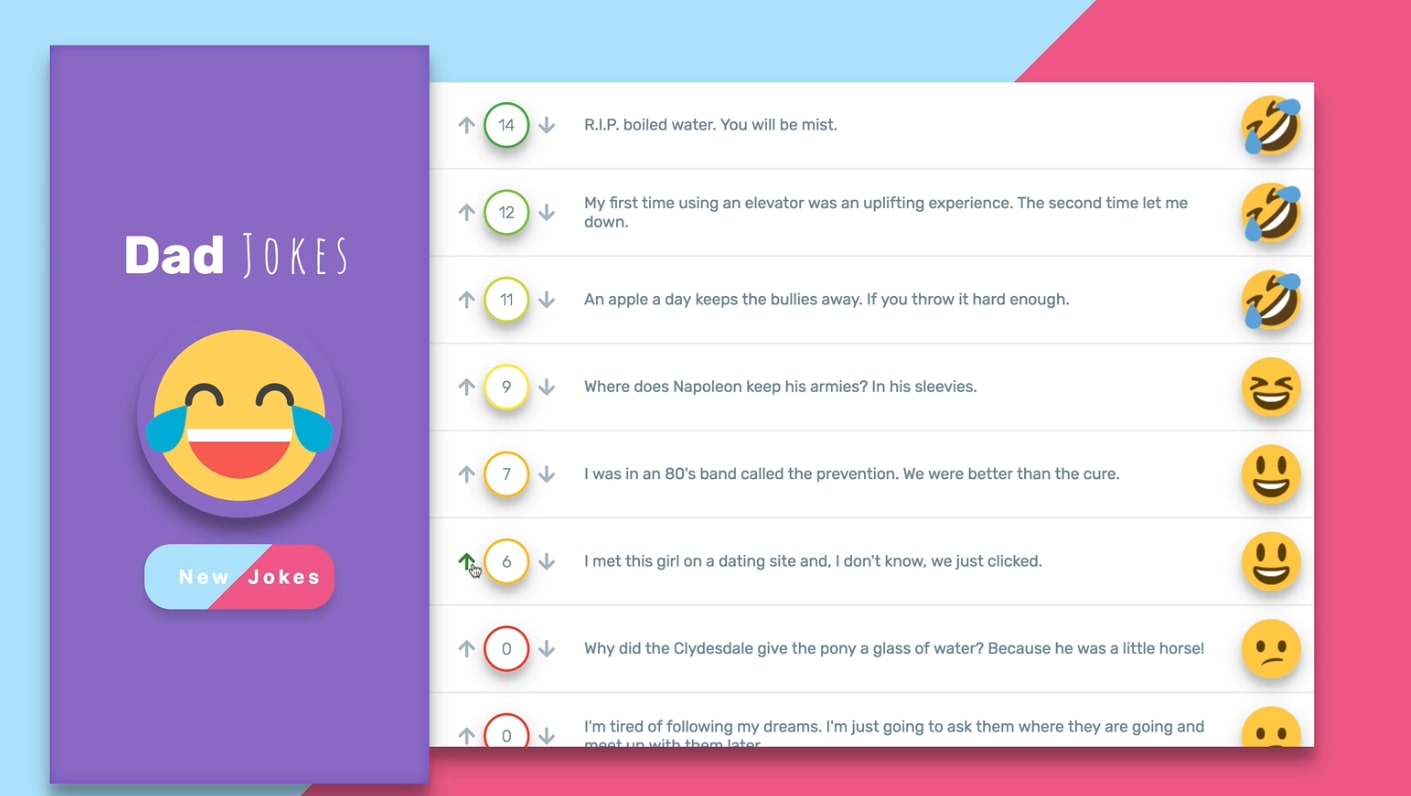 Dad Jokes
New Jokes
14
R.I.P. boiled water. You will be mist.
12
My first time using an elevator was an uplifting experience. The second time let me
down.
11
An apple a day keeps the bullies away. If you throw it hard enough.
9
Where does Napoleon keep his armies? In his sleevies.
7
I was in an 80's band called the prevention. We were better than the cure.
6
I met this girl on a dating site and, I don't know, we just clicked.
0
Why did the Clydesdale give the pony a glass of water? Because he was a little horse!
0
I'm tired of following my dreams. I'm just going to ask them where they are going and
meet up with them later.